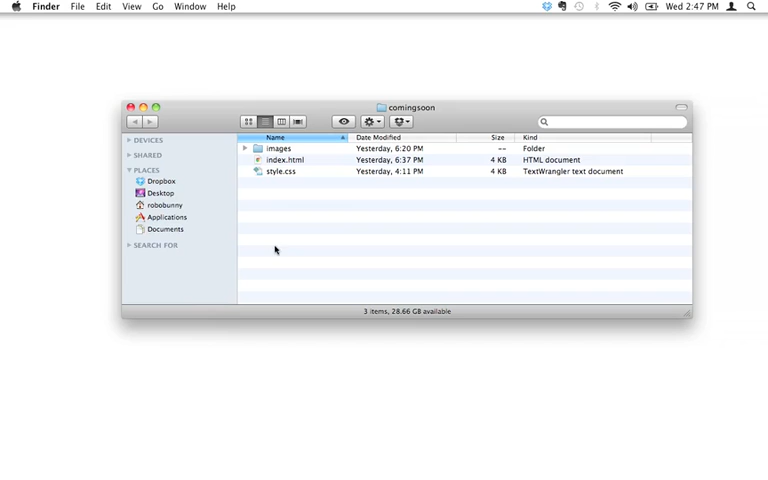 Finder File Edit View Go Window Help Wed 2:47 PM
comingsoon
Name Date Modified Size Kind
DEVICES
SHARED
PLACES
Dropbox
Desktop
robobunny
Applications
Documents
SEARCH FOR
images Yesterday, 6:20 PM -- Folder
index.html Yesterday, 6:37 PM 4 KB HTML document
style.css Yesterday, 4:11 PM 4 KB TextWrangler text document
3 items, 28.66 GB available